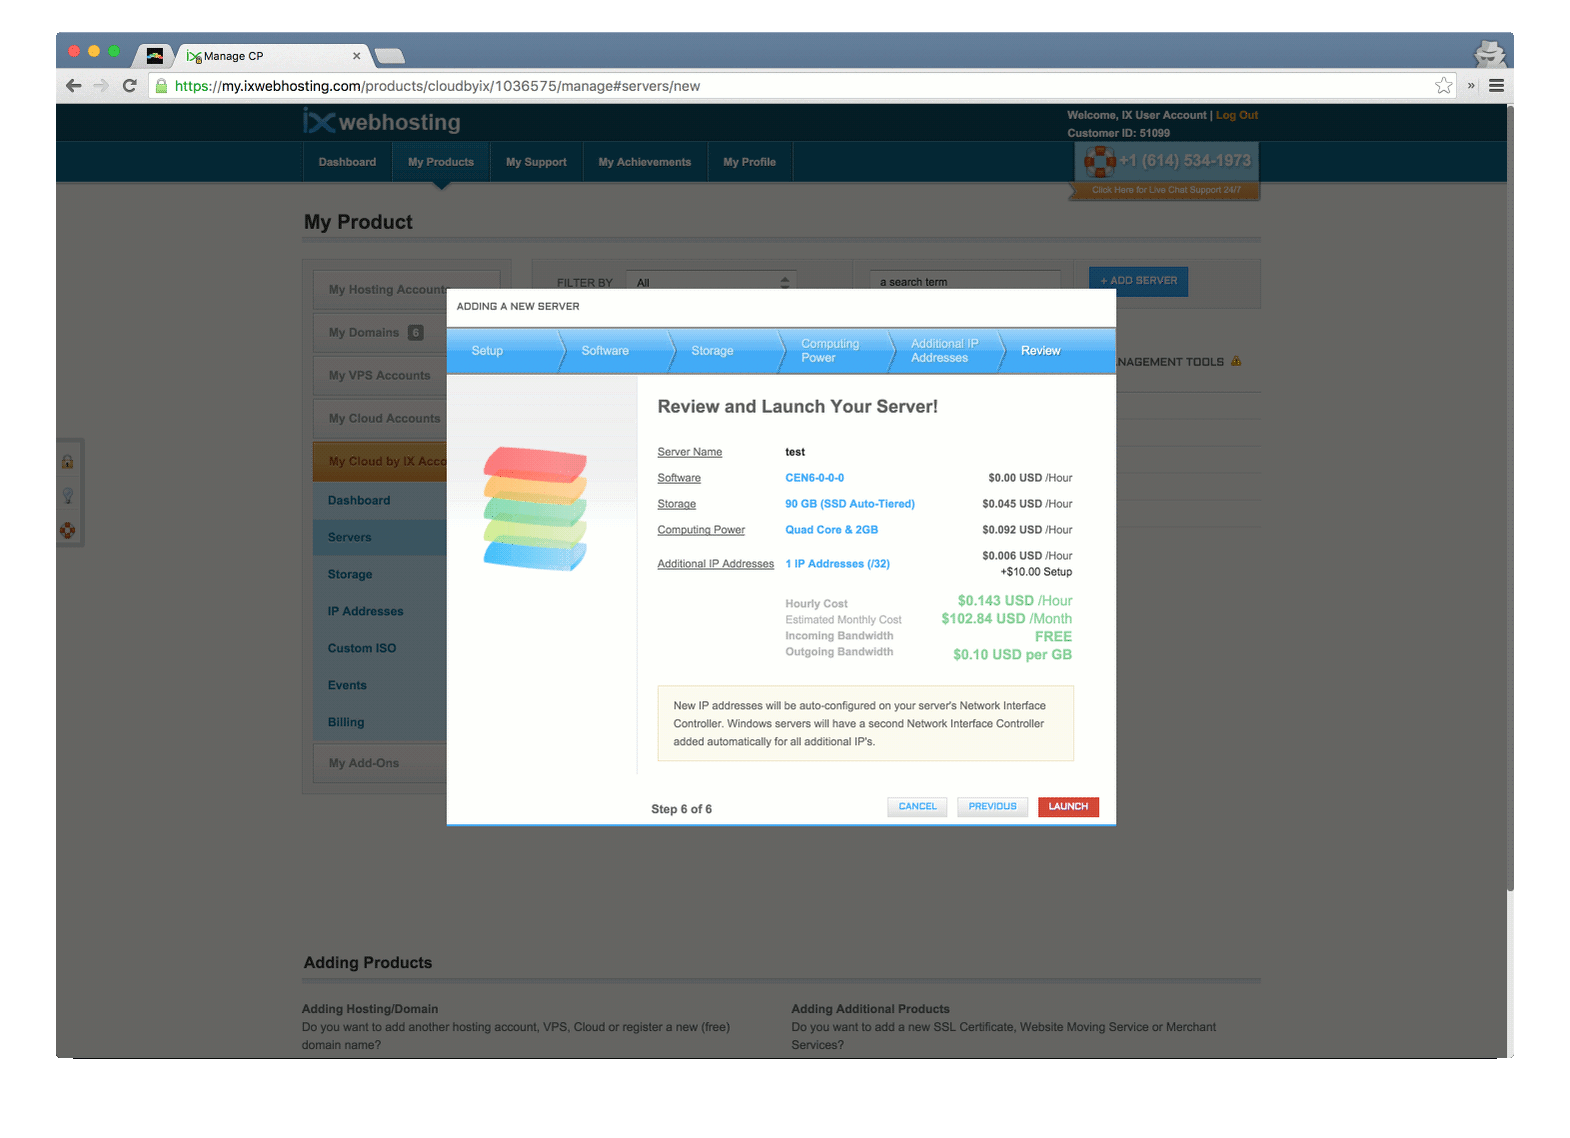 Manage CP
https://my.ixwebhosting.com/products/cloudbyix/1036575/manage#servers/new
ix webhosting
Welcome, IX User Account | Log Out
Customer ID: 51099
Dashboard
My Products
My Support
My Achievements
My Profile
+1 (614) 534-1973
Click Here for Live Chat Support 24/7
My Product
My Hosting Account
My Domains 6
My VPS Accounts
My Cloud Accounts
My Cloud by IX Acco
Dashboard
Servers
Storage
IP Addresses
Custom ISO
Events
Billing
My Add-Ons
FILTER BY
All
a search term
+ ADD SERVER
NAGEMENT TOOLS
ADDING A NEW SERVER
Setup
Software
Storage
Computing
Power
Additional IP
Addresses
Review
Review and Launch Your Server!
Server Name test
Software CEN6-0-0-0 $0.00 USD /Hour
Storage 90 GB (SSD Auto-Tiered) $0.045 USD /Hour
Computing Power Quad Core & 2GB $0.092 USD /Hour
Additional IP Addresses 1 IP Addresses (/32) $0.006 USD /Hour
+$10.00 Setup
Hourly Cost $0.143 USD /Hour
Estimated Monthly Cost $102.84 USD /Month
Incoming Bandwidth FREE
Outgoing Bandwidth $0.10 USD per GB
New IP addresses will be auto-configured on your server's Network Interface
Controller. Windows servers will have a second Network Interface Controller
added automatically for all additional IP's.
Step 6 of 6
CANCEL
PREVIOUS
LAUNCH
Adding Products
Adding Hosting/Domain
Do you want to add another hosting account, VPS, Cloud or register a new (free)
domain name?
Adding Additional Products
Do you want to add a new SSL Certificate, Website Moving Service or Merchant
Services?